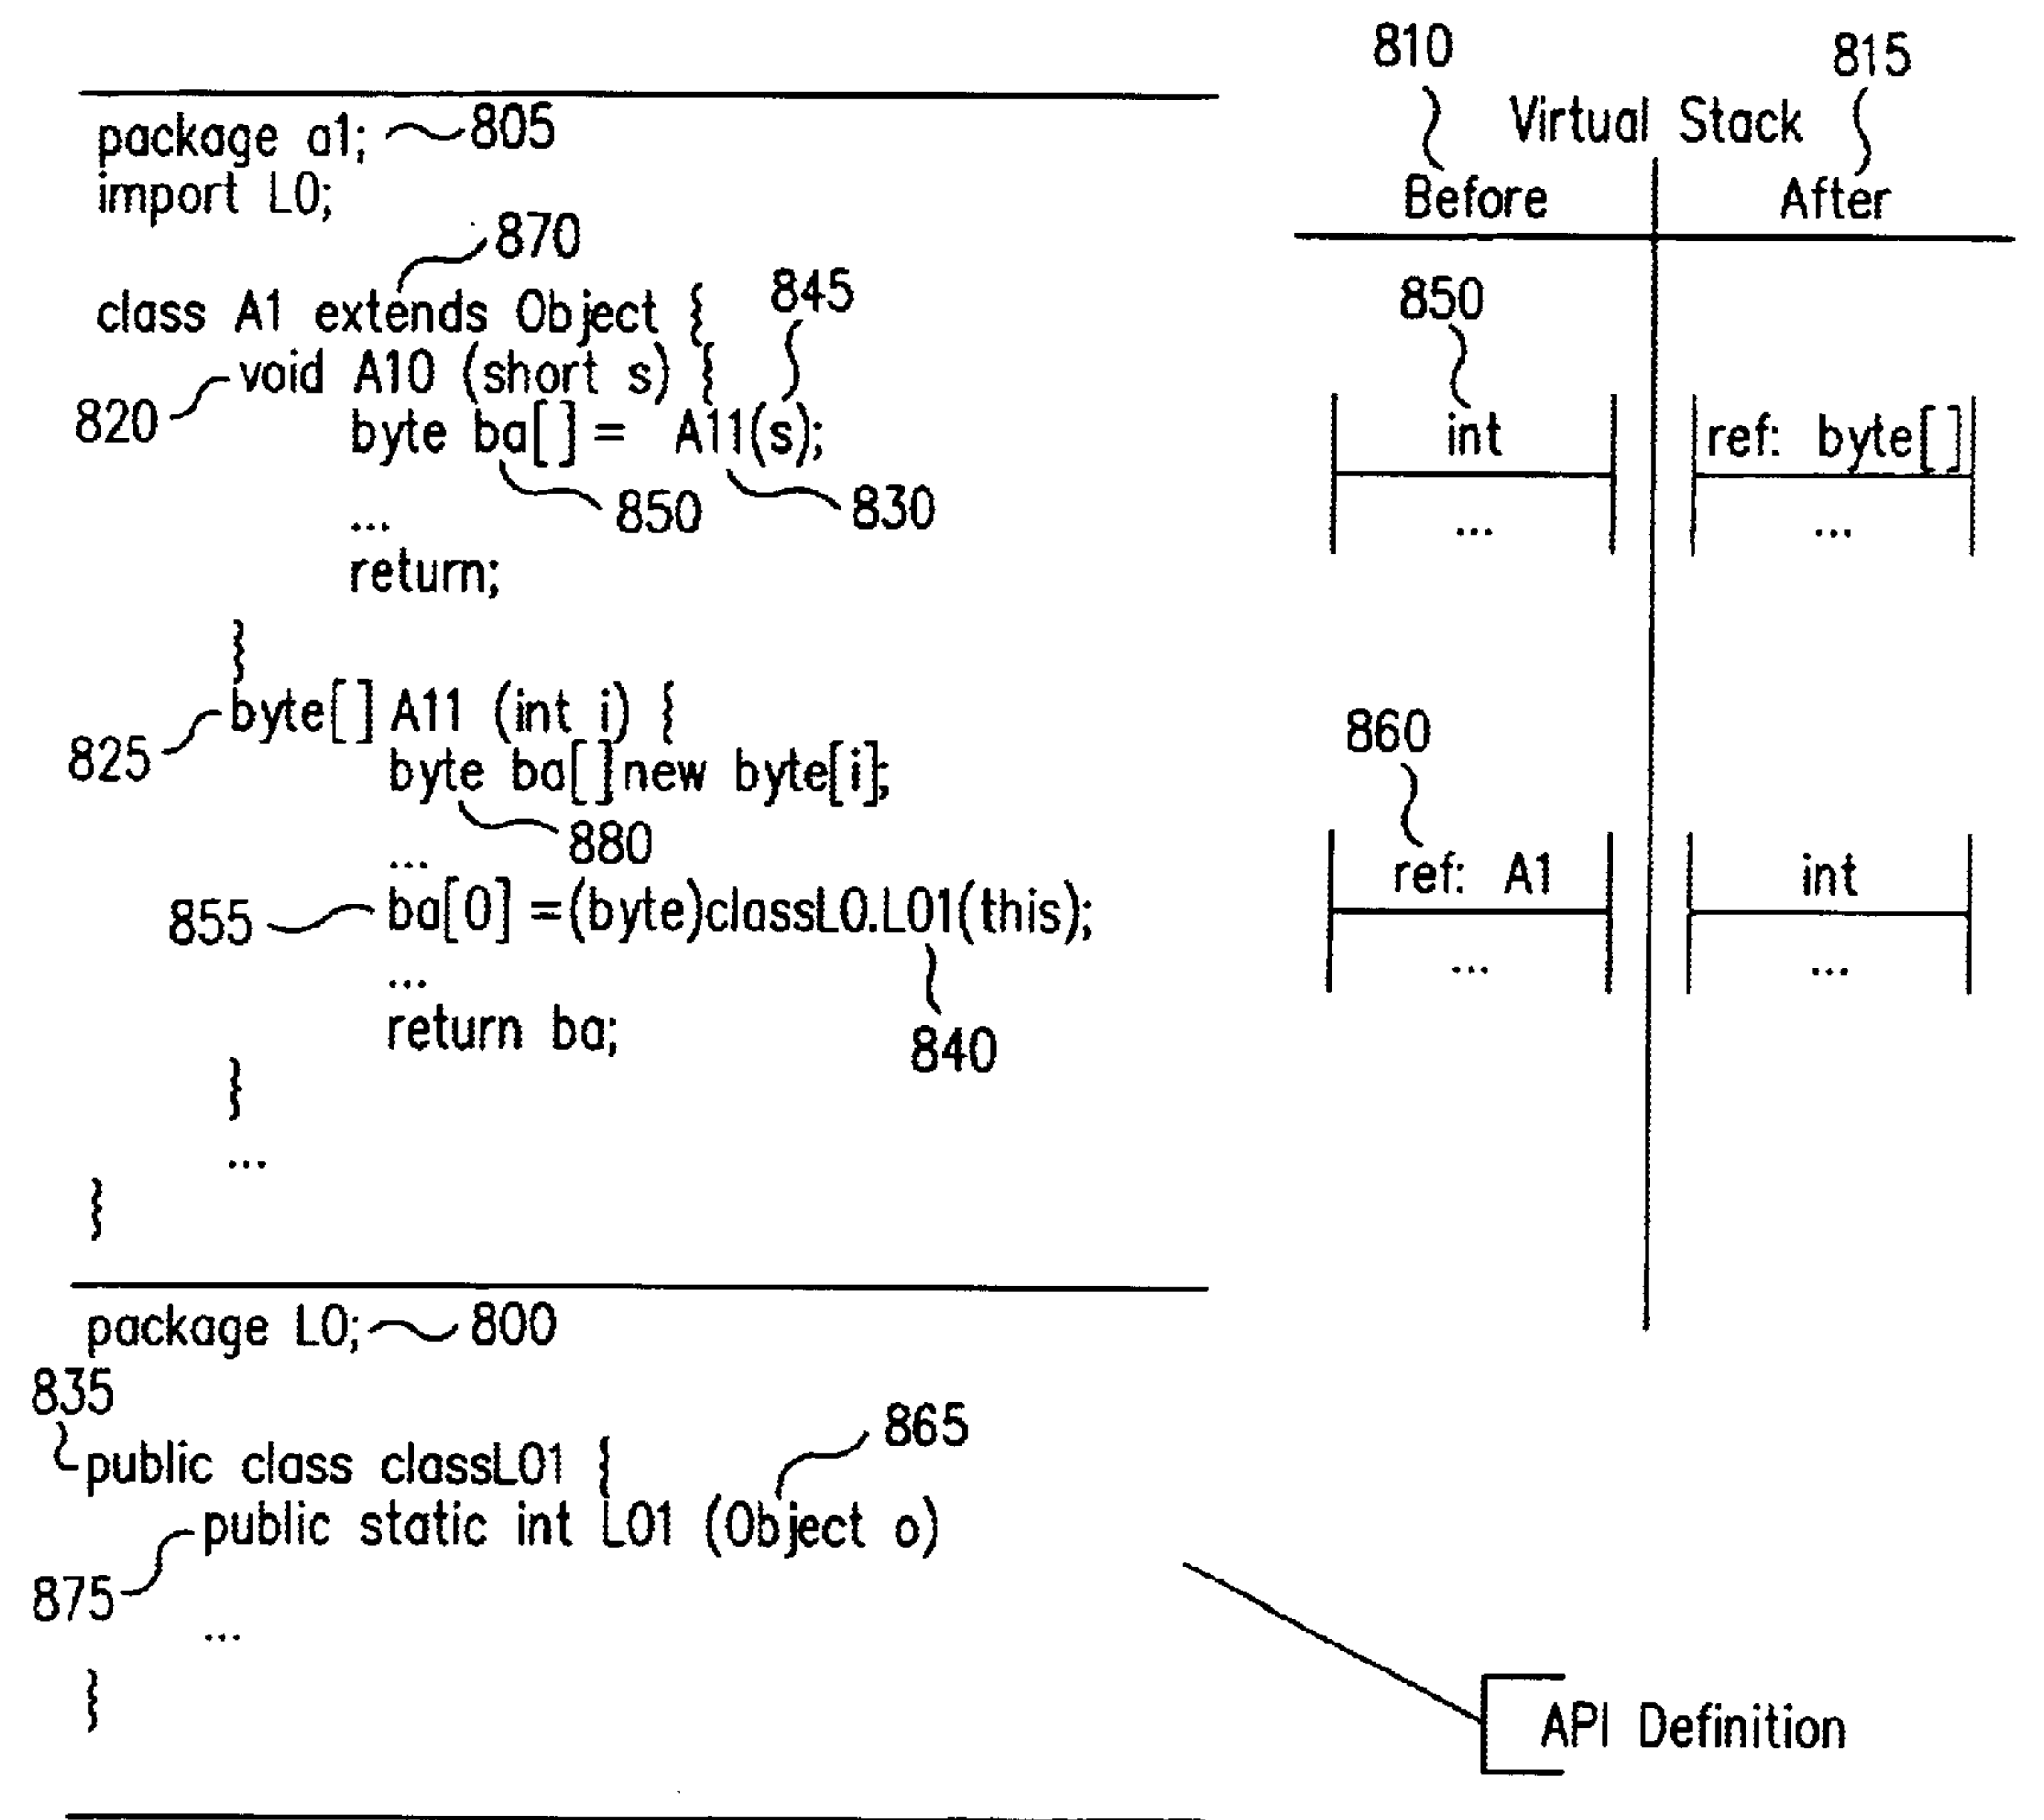 810 815
Virtual Stack
Before After
package a1; 805
import L0;
870
class A1 extends Object { 845
820 void A10 (short s) {
byte ba[] = A11(s);
850 830
...
return;
}
850
int ref: byte[]
... ...
825 byte[] A11 (int i) {
byte ba[]new byte[i];
880
...
855 ba[0] =(byte)classL0.L01(this);
...
840
return ba;
}
...
}
860
ref: A1 int
... ...
package L0; 800
835
public class classL01 { 865
875 public static int L01 (Object o)
...
}
API Definition